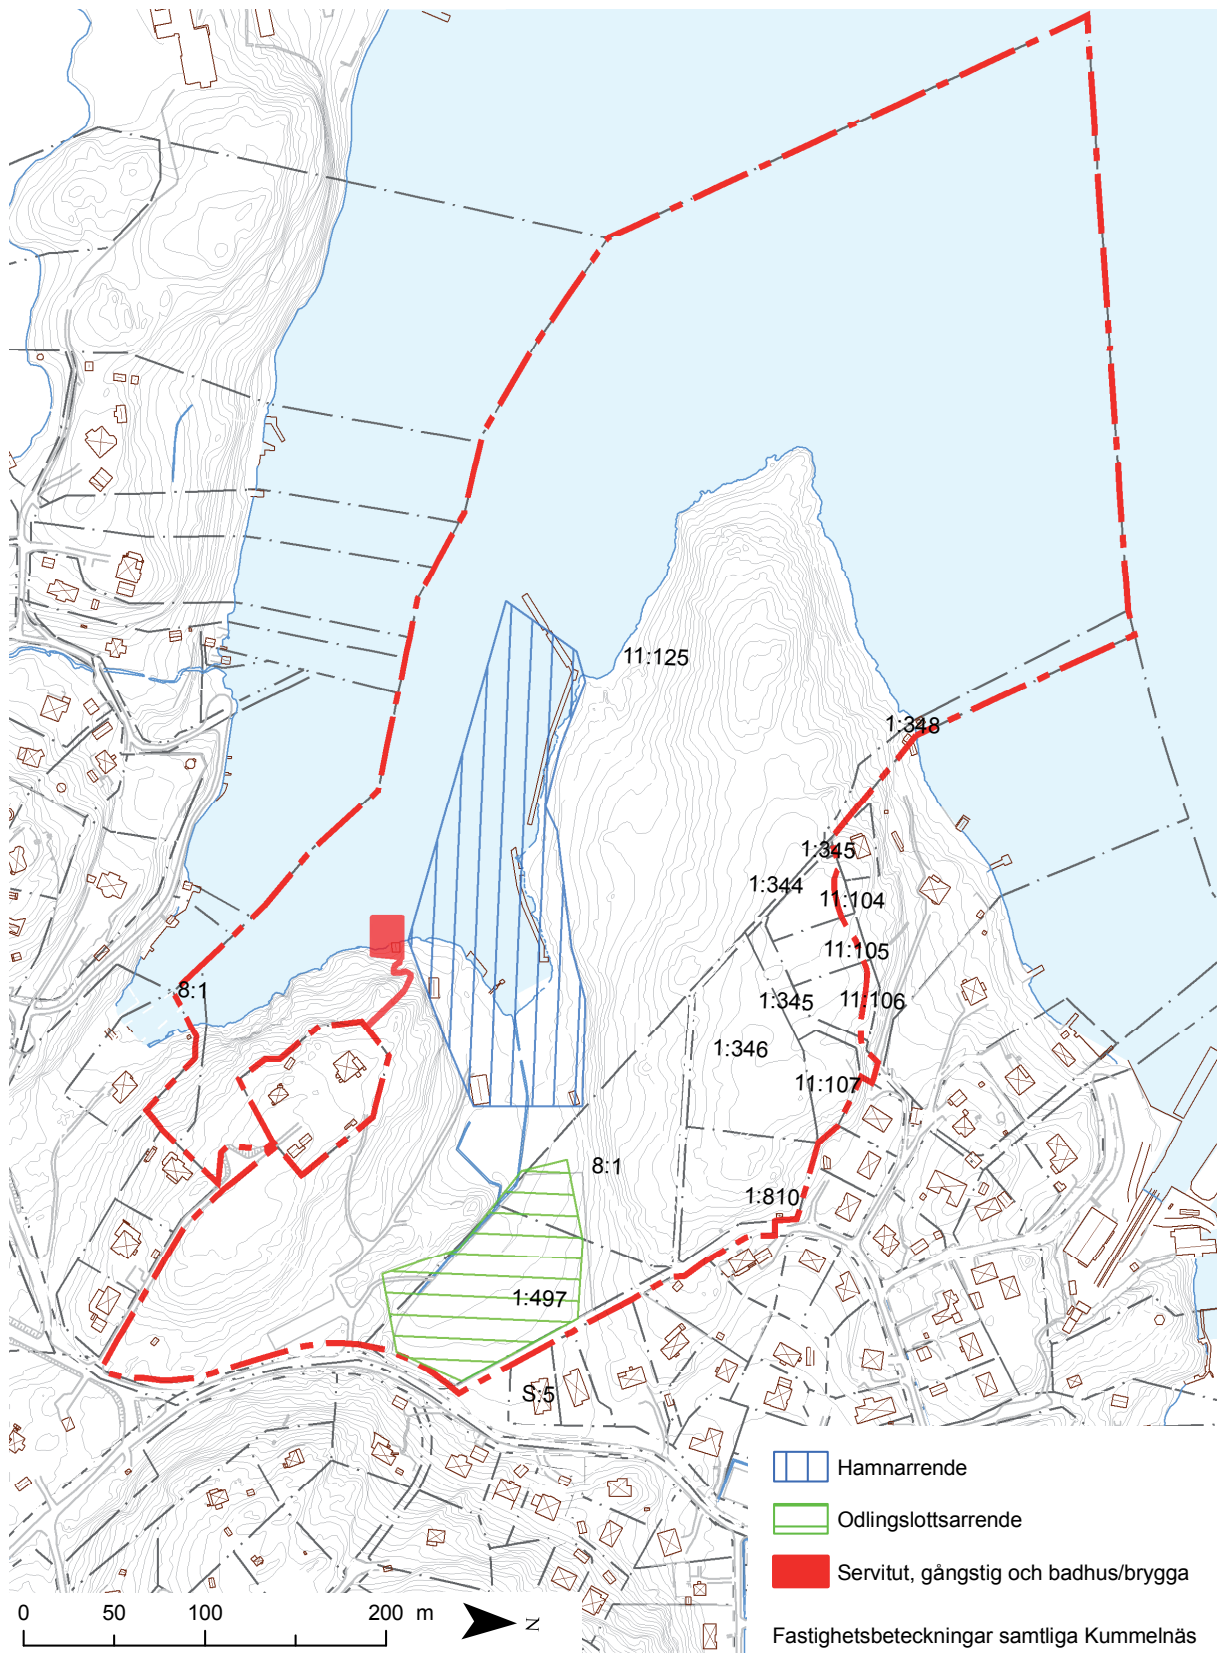 11:125
1:348
1:345
1:344
11:104
11:105
8:1
1:345
11:106
1:346
11:107
8:1
1:810
1:497
S:5
Hamnarrende
Odlingslottsarrende
Servitut, gångstig och badhus/brygga
0 50 100 200 m
N
Fastighetsbeteckningar samtliga Kummelnäs